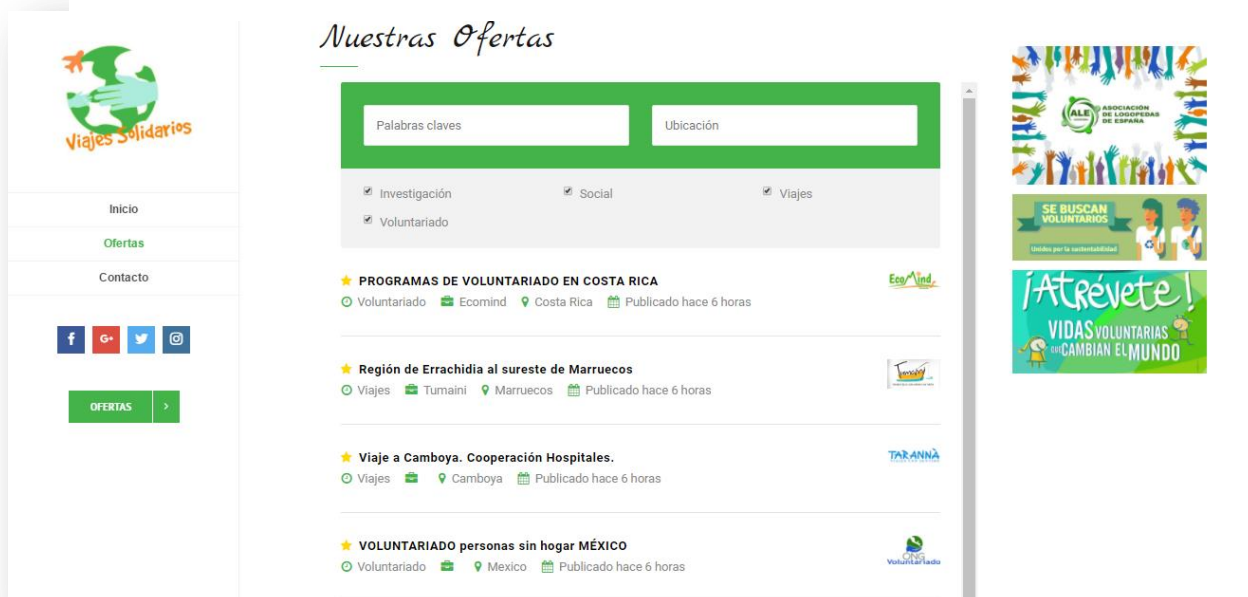 Viajes Solidarios
Inicio
Ofertas
Contacto
OFERTAS
Nuestras Ofertas
Palabras claves
Ubicación
Investigación
Social
Viajes
Voluntariado
PROGRAMAS DE VOLUNTARIADO EN COSTA RICA
EcoMind
Voluntariado Ecomind Costa Rica Publicado hace 6 horas
Región de Errachidia al sureste de Marruecos
Tumaini
Viajes Tumaini Marruecos Publicado hace 6 horas
Viaje a Camboya. Cooperación Hospitales.
TARANNÀ
Viajes Camboya Publicado hace 6 horas
VOLUNTARIADO personas sin hogar MÉXICO
ONG
Voluntariado
Voluntariado Mexico Publicado hace 6 horas
ALE
ASOCIACIÓN
DE LOGOPEDAS
DE ESPAÑA
SE BUSCAN
VOLUNTARIOS
Unidos por la sustentabilidad
¡ATRévete!
VIDAS VOLUNTARIAS
QUE CAMBIAN EL MUNDO